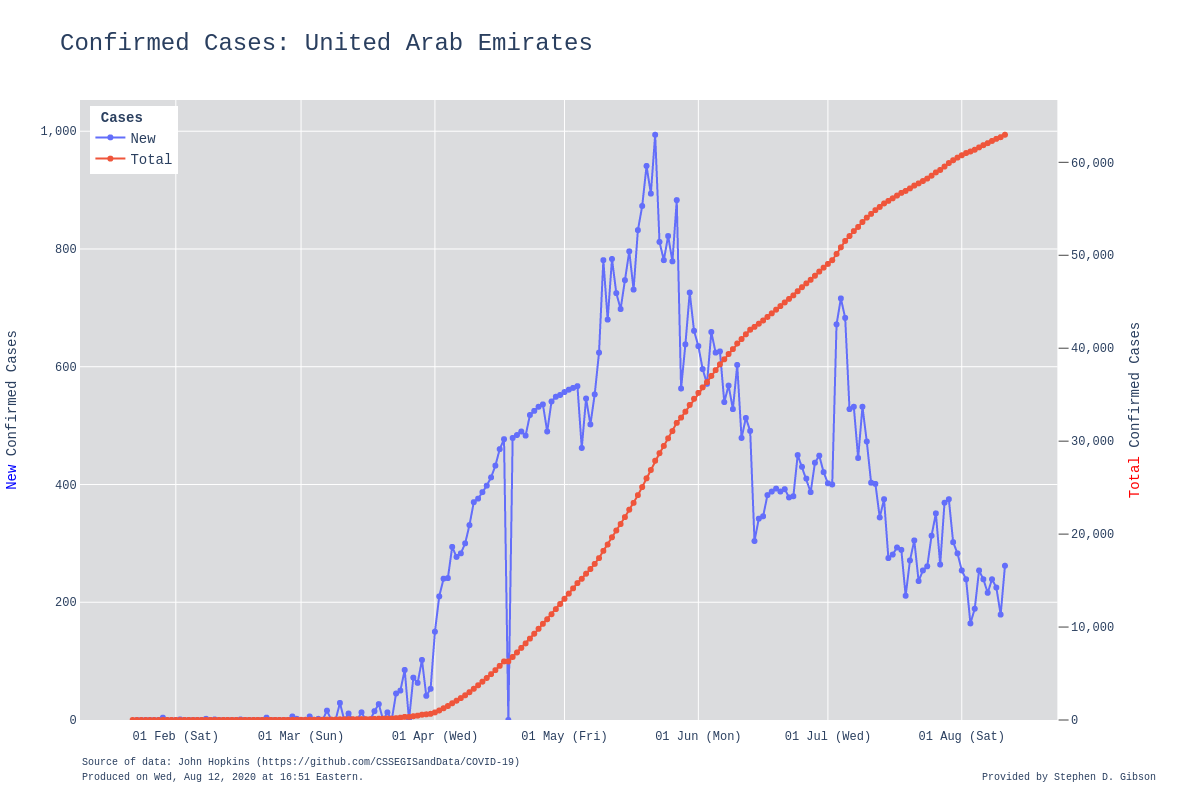 Confirmed Cases: United Arab Emirates
Cases
New
Total
1,000
800
600
400
200
0
60,000
50,000
40,000
30,000
20,000
10,000
0
New Confirmed Cases
Total Confirmed Cases
01 Feb (Sat)
01 Mar (Sun)
01 Apr (Wed)
01 May (Fri)
01 Jun (Mon)
01 Jul (Wed)
01 Aug (Sat)
Source of data: John Hopkins (https://github.com/CSSEGISandData/COVID-19)
Produced on Wed, Aug 12, 2020 at 16:51 Eastern.
Provided by Stephen D. Gibson